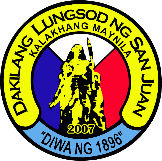 DAKILANG LUNGSOD NG SAN JUAN
KALAKHANG MAYNILA
2007
"DIWA NG 1896"